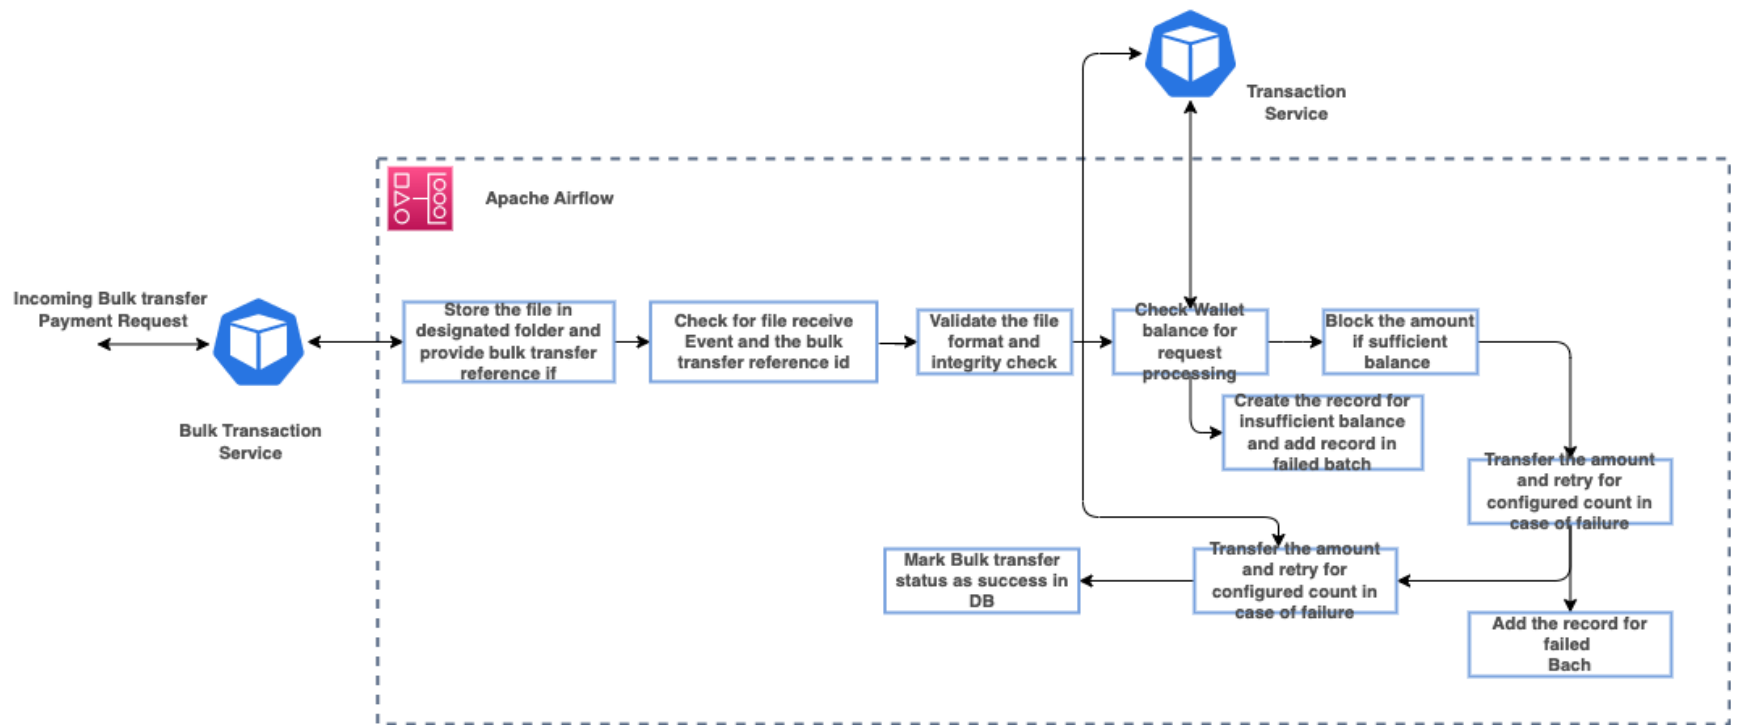 Transaction
Service
Apache Airflow
Incoming Bulk transfer
Payment Request
Bulk Transaction
Service
Store the file in
designated folder and
provide bulk transfer
reference if
Check for file receive
Event and the bulk
transfer reference id
Validate the file
format and
integrity check
Check Wallet
balance for
request
processing
Block the amount
if sufficient
balance
Create the record for
insufficient balance
and add record in
failed batch
Transfer the amount
and retry for
configured count in
case of failure
Transfer the amount
and retry for
configured count in
case of failure
Mark Bulk transfer
status as success in
DB
Add the record for
failed
Bach